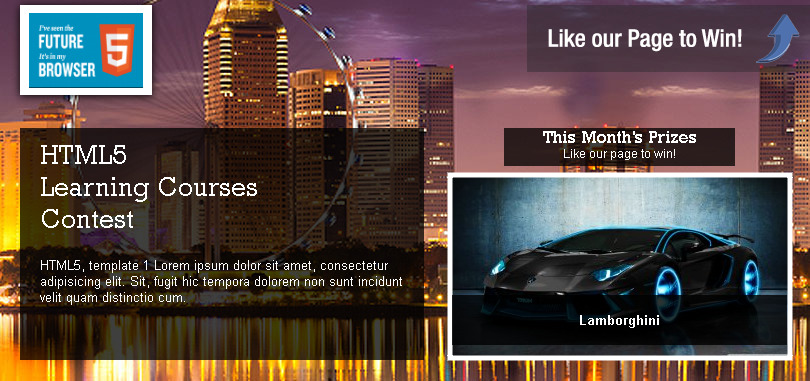 I've seen the
FUTURE
It's in my
BROWSER
5
Like our Page to Win!
HTML5
Learning Courses
Contest
HTML5, template 1 Lorem ipsum dolor sit amet, consectetur
adipisicing elit. Sit, fugit hic tempora dolorem non sunt incidunt
velit quam distinctio cum.
This Month's Prizes
Like our page to win!
Lamborghini